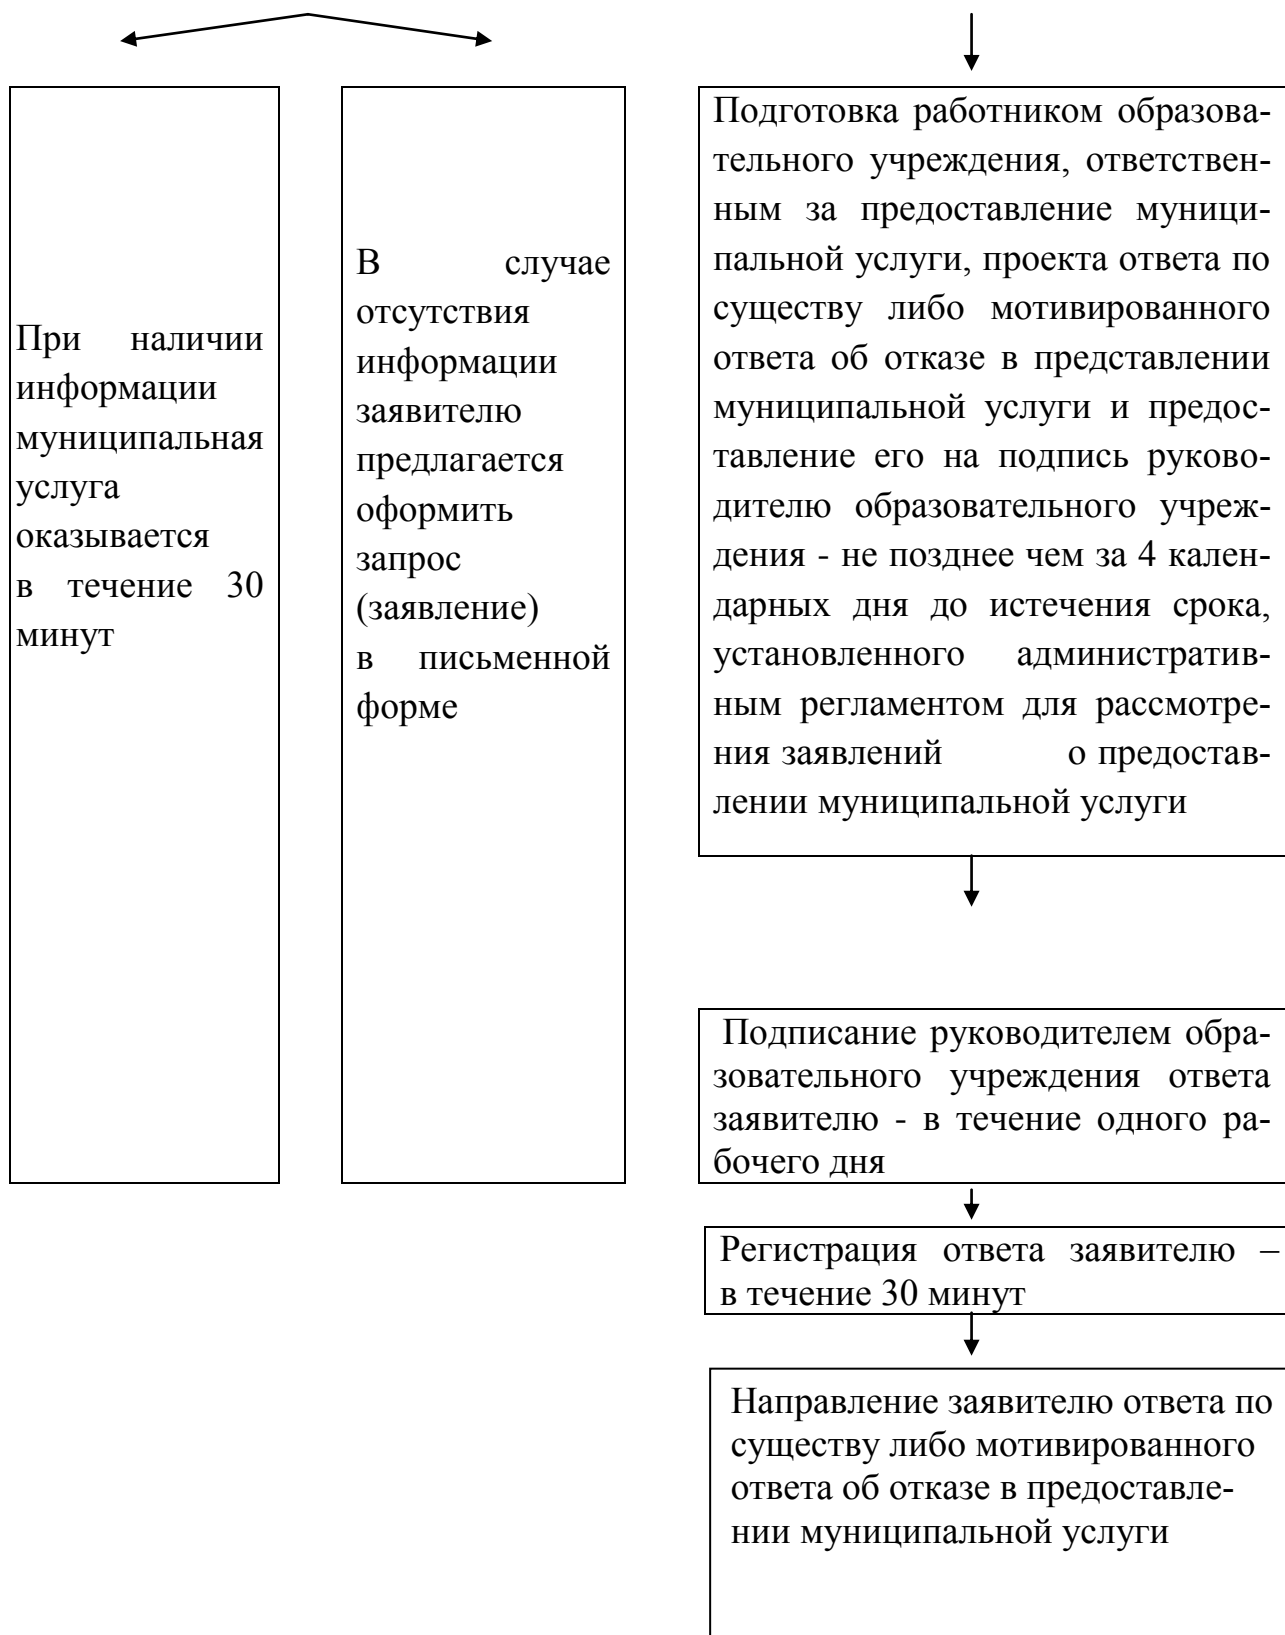 При наличии
информации
муниципальная
услуга
оказывается
в течение 30
минут
В случае
отсутствия
информации
заявителю
предлагается
оформить
запрос
(заявление)
в письменной
форме
Подготовка работником образова-
тельного учреждения, ответствен-
ным за предоставление муници-
пальной услуги, проекта ответа по
существу либо мотивированного
ответа об отказе в представлении
муниципальной услуги и предос-
тавление его на подпись руково-
дителю образовательного учреж-
дения - не позднее чем за 4 кален-
дарных дня до истечения срока,
установленного административ-
ным регламентом для рассмотре-
ния заявлений о предостав-
лении муниципальной услуги
Подписание руководителем обра-
зовательного учреждения ответа
заявителю - в течение одного ра-
бочего дня
Регистрация ответа заявителю –
в течение 30 минут
Направление заявителю ответа по
существу либо мотивированного
ответа об отказе в предоставле-
нии муниципальной услуги